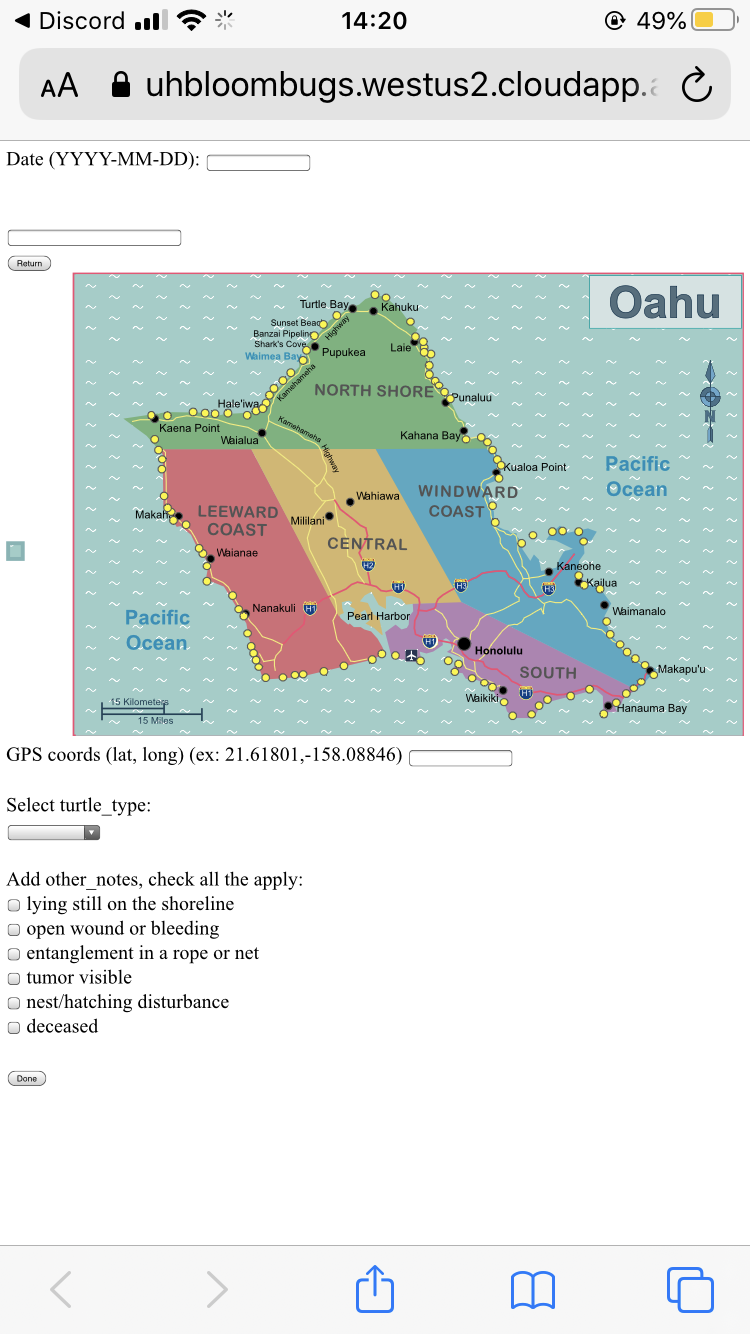 Discord 14:20 49%
AA uhbloombugs.westus2.cloudapp.
Date (YYYY-MM-DD):
Return
Oahu
Turtle Bay Kahuku
Sunset Beach
Banzai Pipeline
Shark's Cove
Waimea Bay
Highway
Pupukea
Laie
Kamehameha
NORTH SHORE
Punaluu
Hale'iwa
Kaena Point
Kamehameha Highway
Waialua
Kahana Bay
N
Kualoa Point
Pacific
Ocean
WINDWARD
COAST
Wahiawa
LEEWARD
COAST
Makaha
Mililani
CENTRAL
Waianae
H2
Kaneohe
H1
H3
H3
Kailua
Nanakuli
H1
Pearl Harbor
Waimanalo
Pacific
Ocean
H1
Honolulu
SOUTH
Makapu'u
Waikiki
H1
Hanauma Bay
15 Kilometers
15 Miles
GPS coords (lat, long) (ex: 21.61801,-158.08846)
Select turtle_type:
Add other_notes, check all the apply:
lying still on the shoreline
open wound or bleeding
entanglement in a rope or net
tumor visible
nest/hatching disturbance
deceased
Done